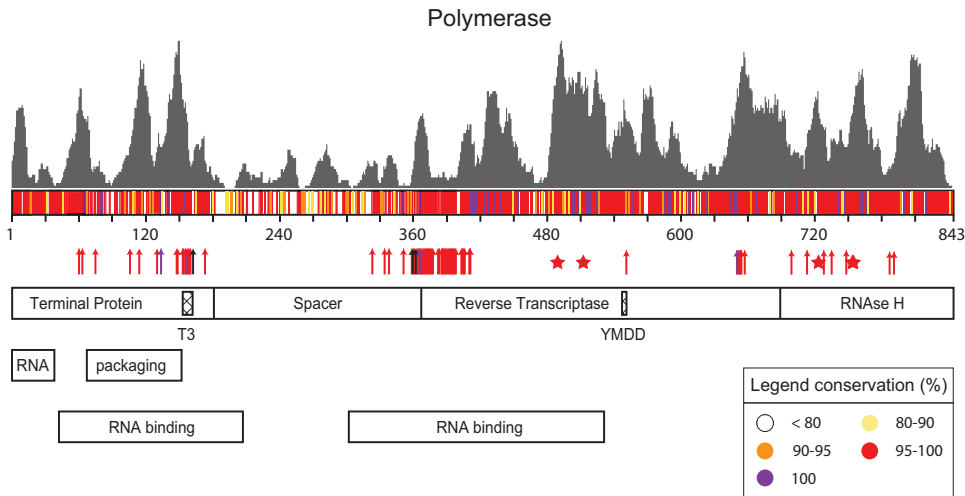 Polymerase
1 120 240 360 480 600 720 843
Terminal Protein Spacer Reverse Transcriptase RNAse H
T3 YMDD
RNA packaging
RNA binding RNA binding
Legend conservation (%)
< 80 80-90
90-95 95-100
100